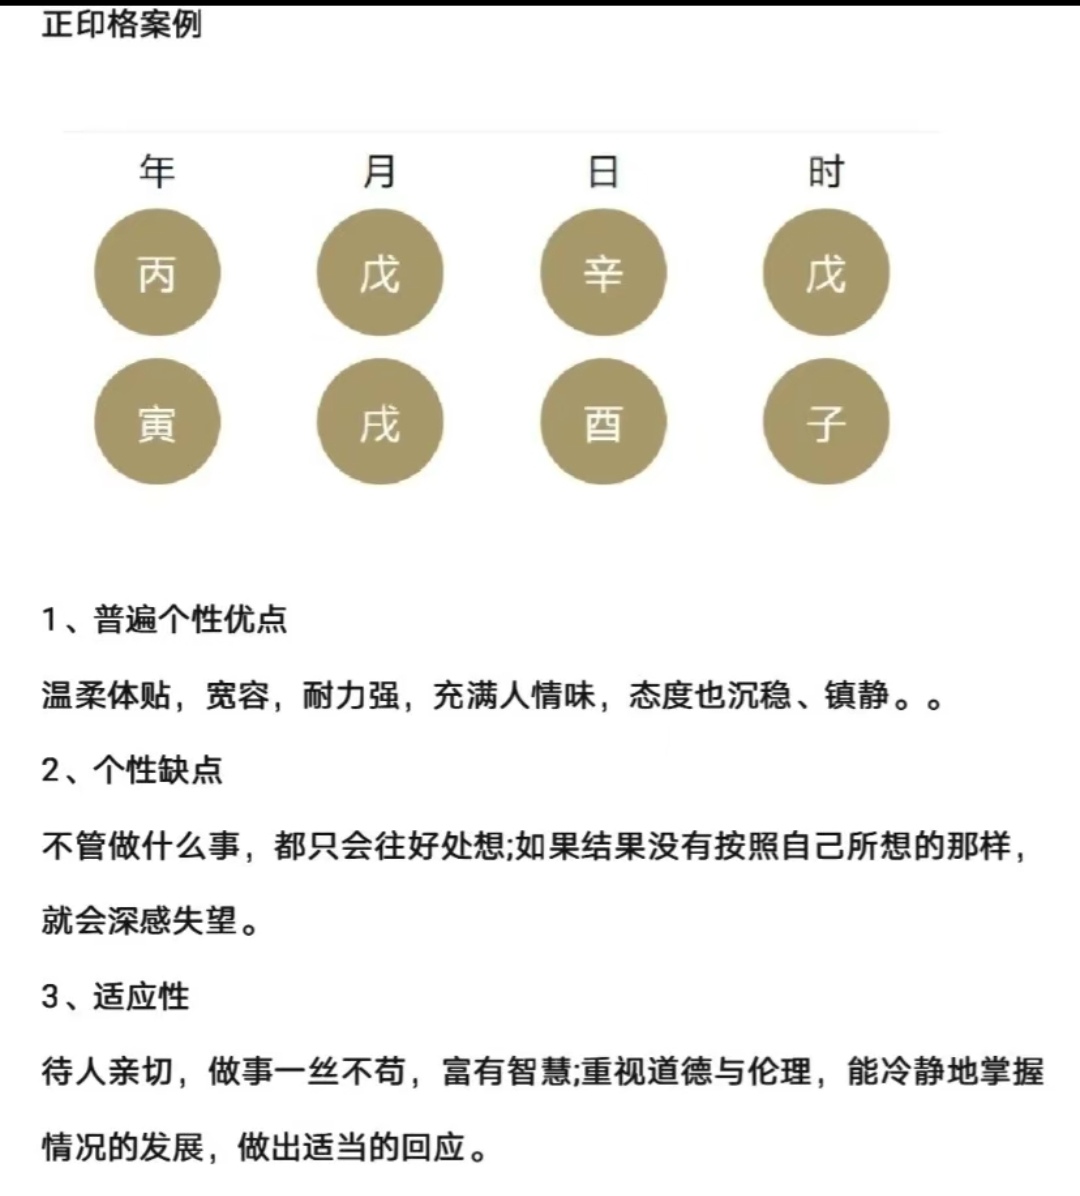 正印格案例
年 月 日 时
丙 戊 辛 戊
寅 戌 酉 子
1、普遍个性优点
温柔体贴，宽容，耐力强，充满人情味，态度也沉稳、镇静。。
2、个性缺点
不管做什么事，都只会往好处想;如果结果没有按照自己所想的那样，
就会深感失望。
3、适应性
待人亲切，做事一丝不苟，富有智慧;重视道德与伦理，能冷静地掌握
情况的发展，做出适当的回应。